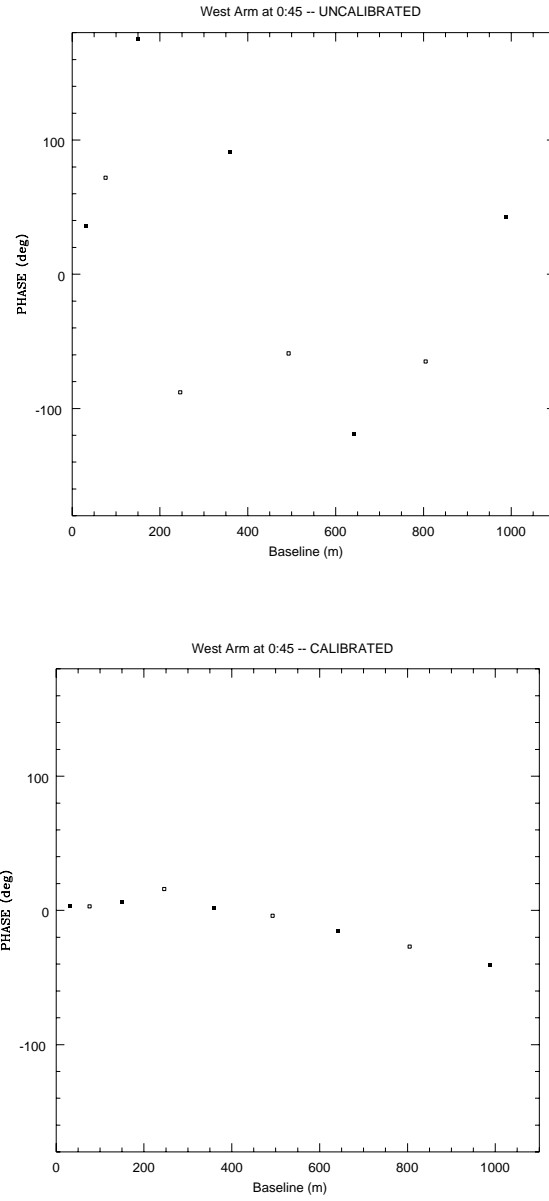 West Arm at 0:45 -- UNCALIBRATED
100
0
-100
PHASE (deg)
0 200 400 600 800 1000
Baseline (m)
West Arm at 0:45 -- CALIBRATED
100
0
-100
PHASE (deg)
0 200 400 600 800 1000
Baseline (m)